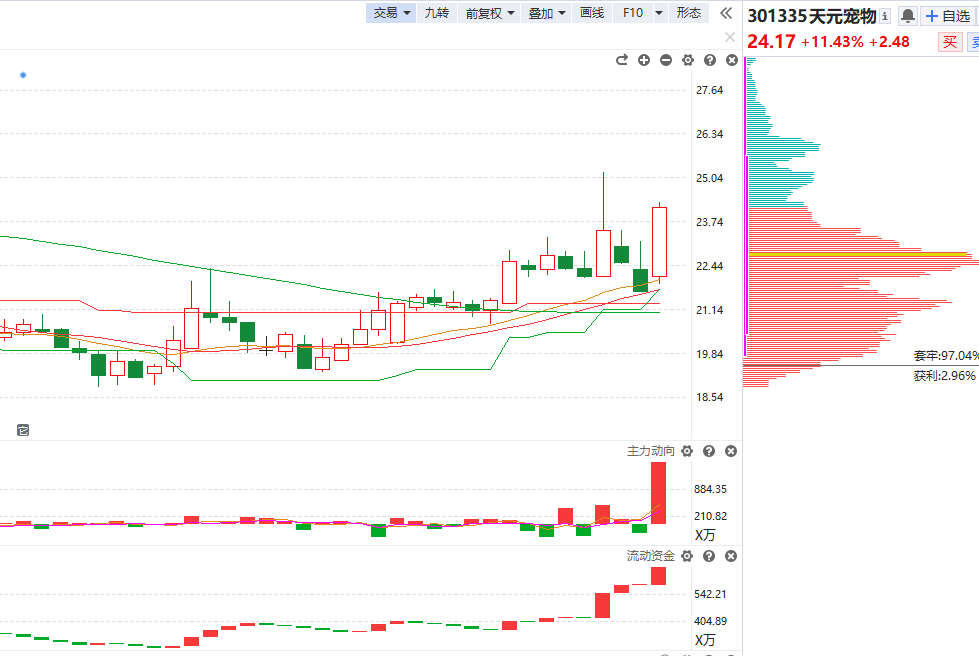 交易 九转 前复权 叠加 画线 F10 形态
301335天元宠物 自选
24.17 +11.43% +2.48 买
27.64
26.34
25.04
23.74
22.44
21.14
19.84
18.54
套牢:97.04%
获利:2.96%
主力动向
884.35
210.82
X万
流动资金
542.21
404.89
X万